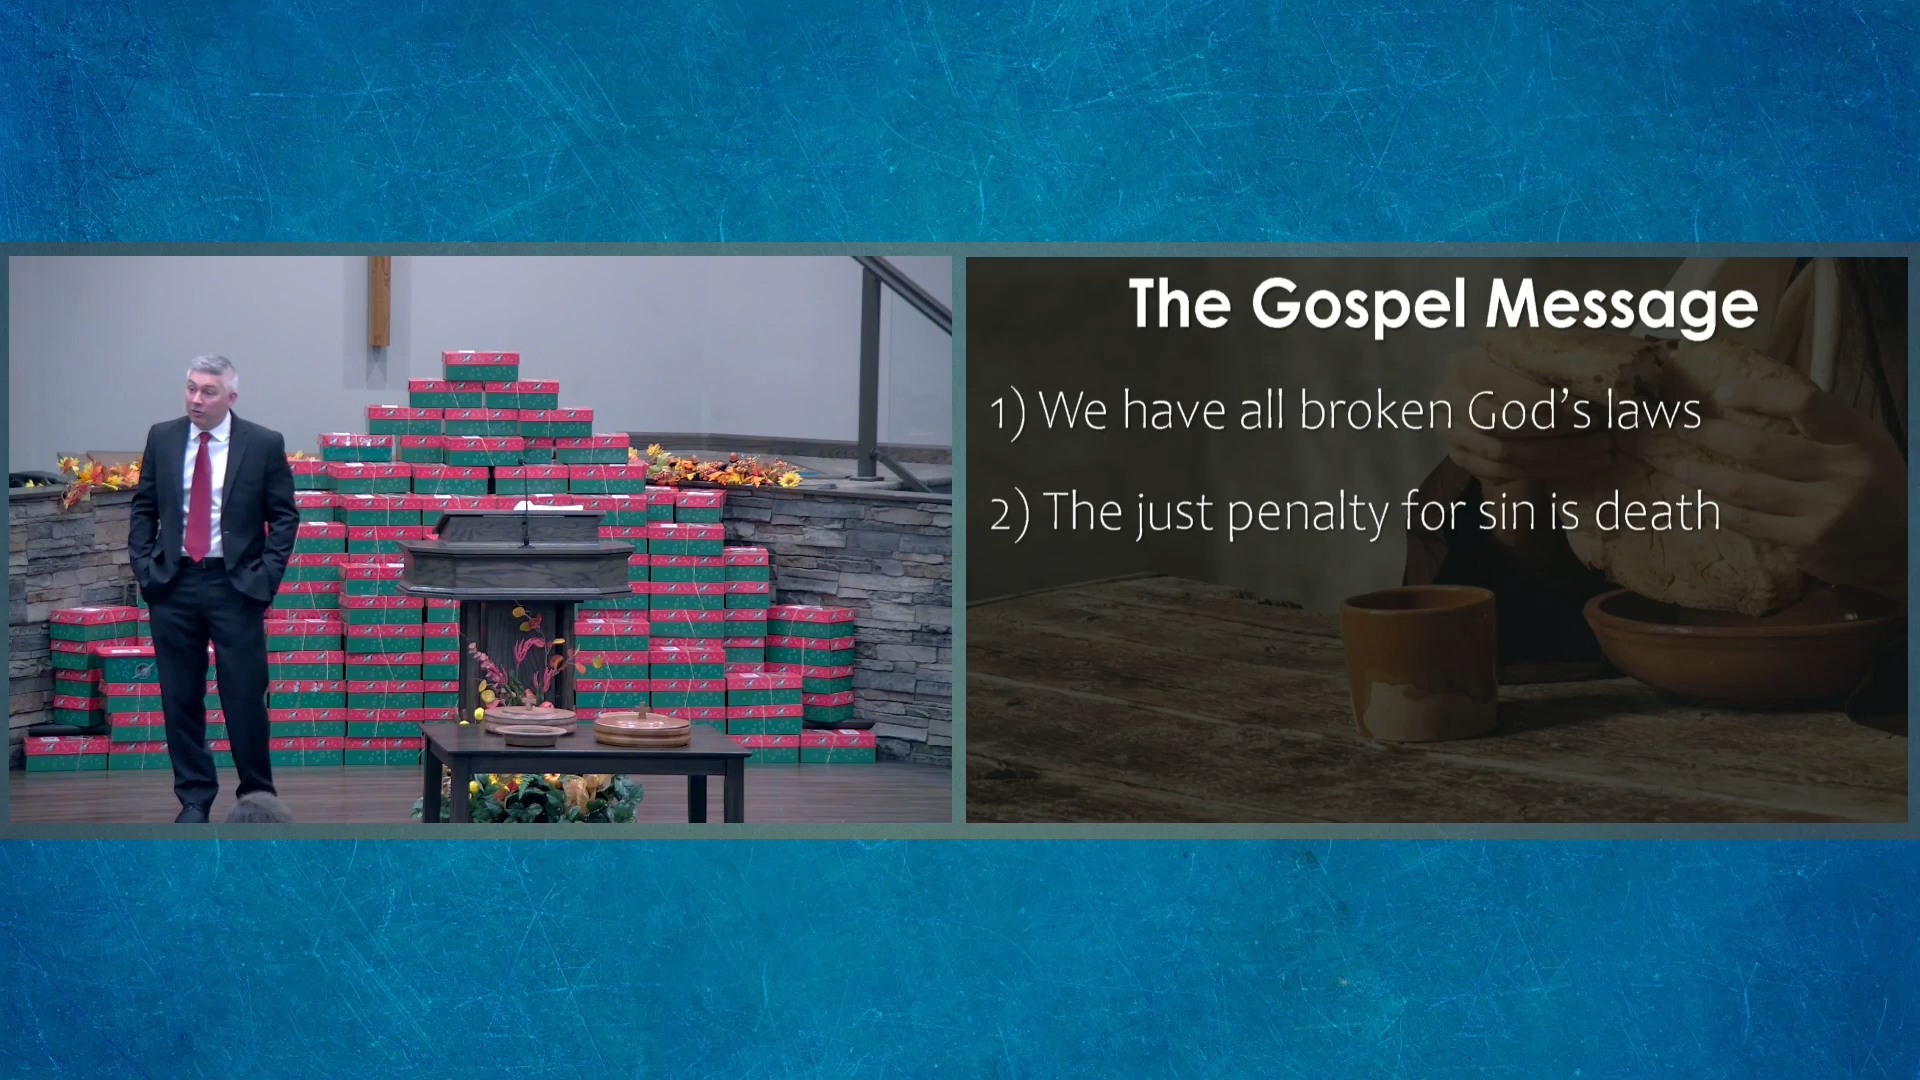 The Gospel Message
1) We have all broken God's laws
2) The just penalty for sin is death